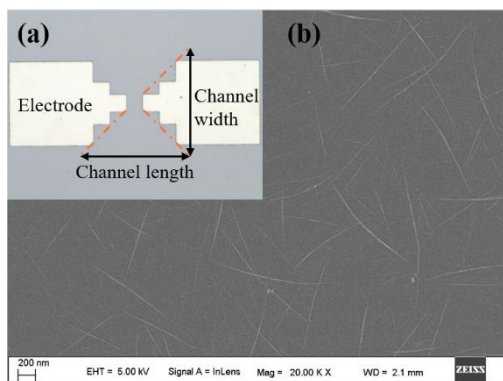 (a)
(b)
Electrode
Channel
width
Channel length
200 nm
EHT = 5.00 kV
Signal A = InLens
Mag = 20.00 K X
WD = 2.1 mm
ZEISS